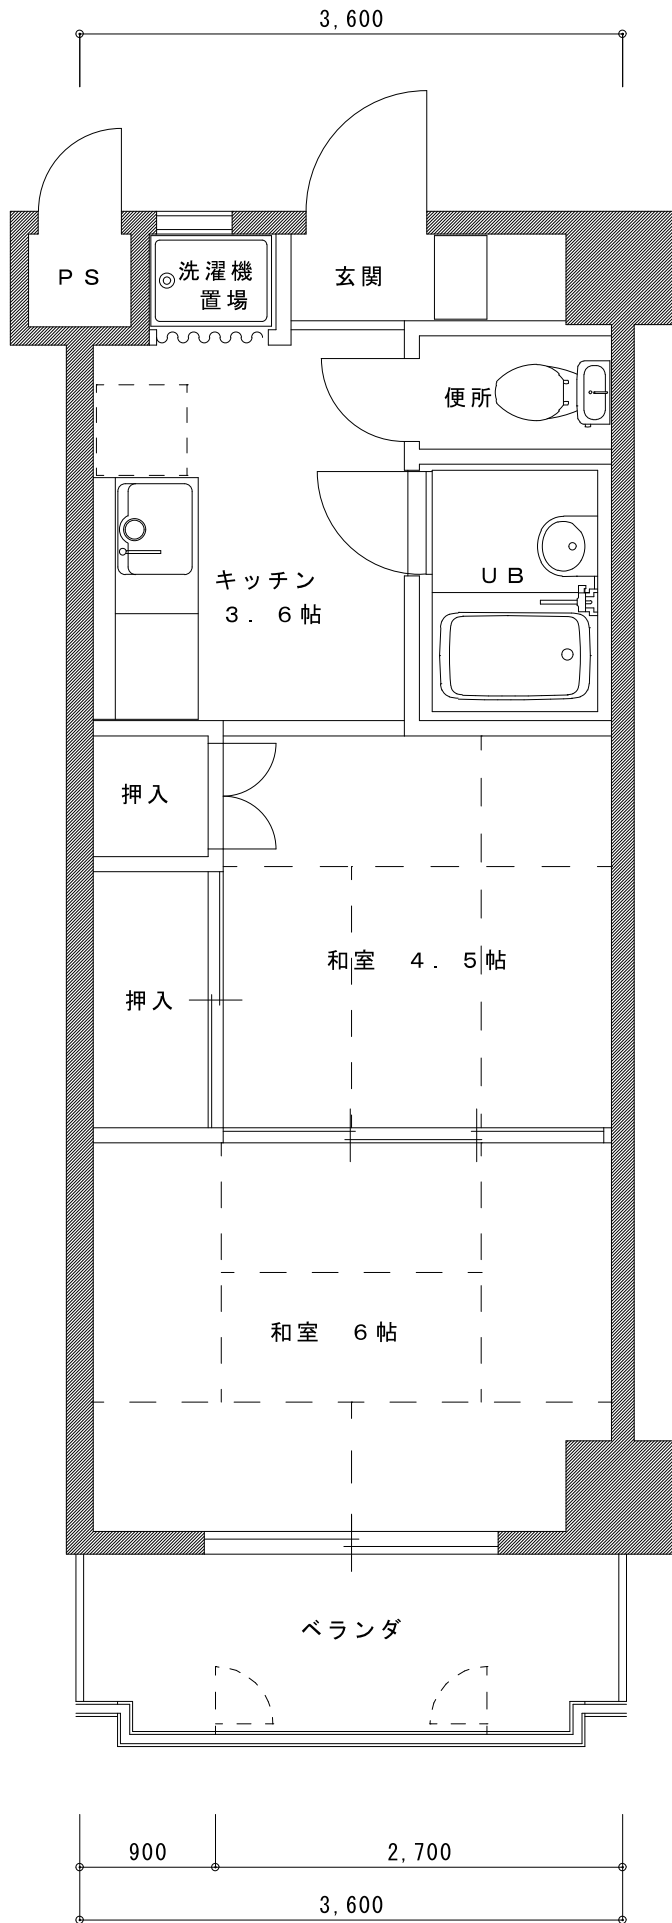 3,600
ＰＳ
洗濯機
置場
玄関
便所
ＵＢ
キッチン
３．６帖
押入
和室　４．５帖
押入
和室　６帖
ベランダ
900
2,700
3,600